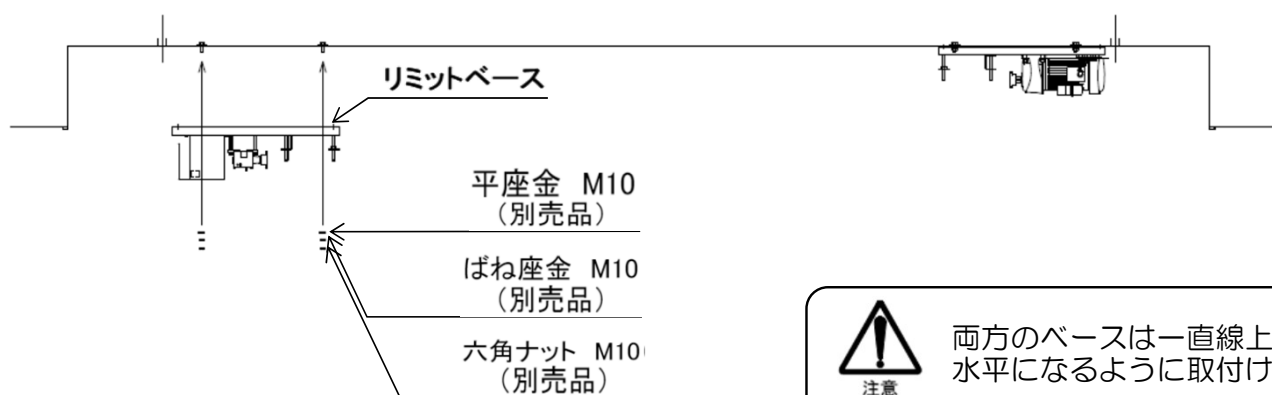 リミットベース
平座金 M10
（別売品）
ばね座金 M10
（別売品）
六角ナット M10
（別売品）
両方のベースは一直線上
水平になるように取付け
注意